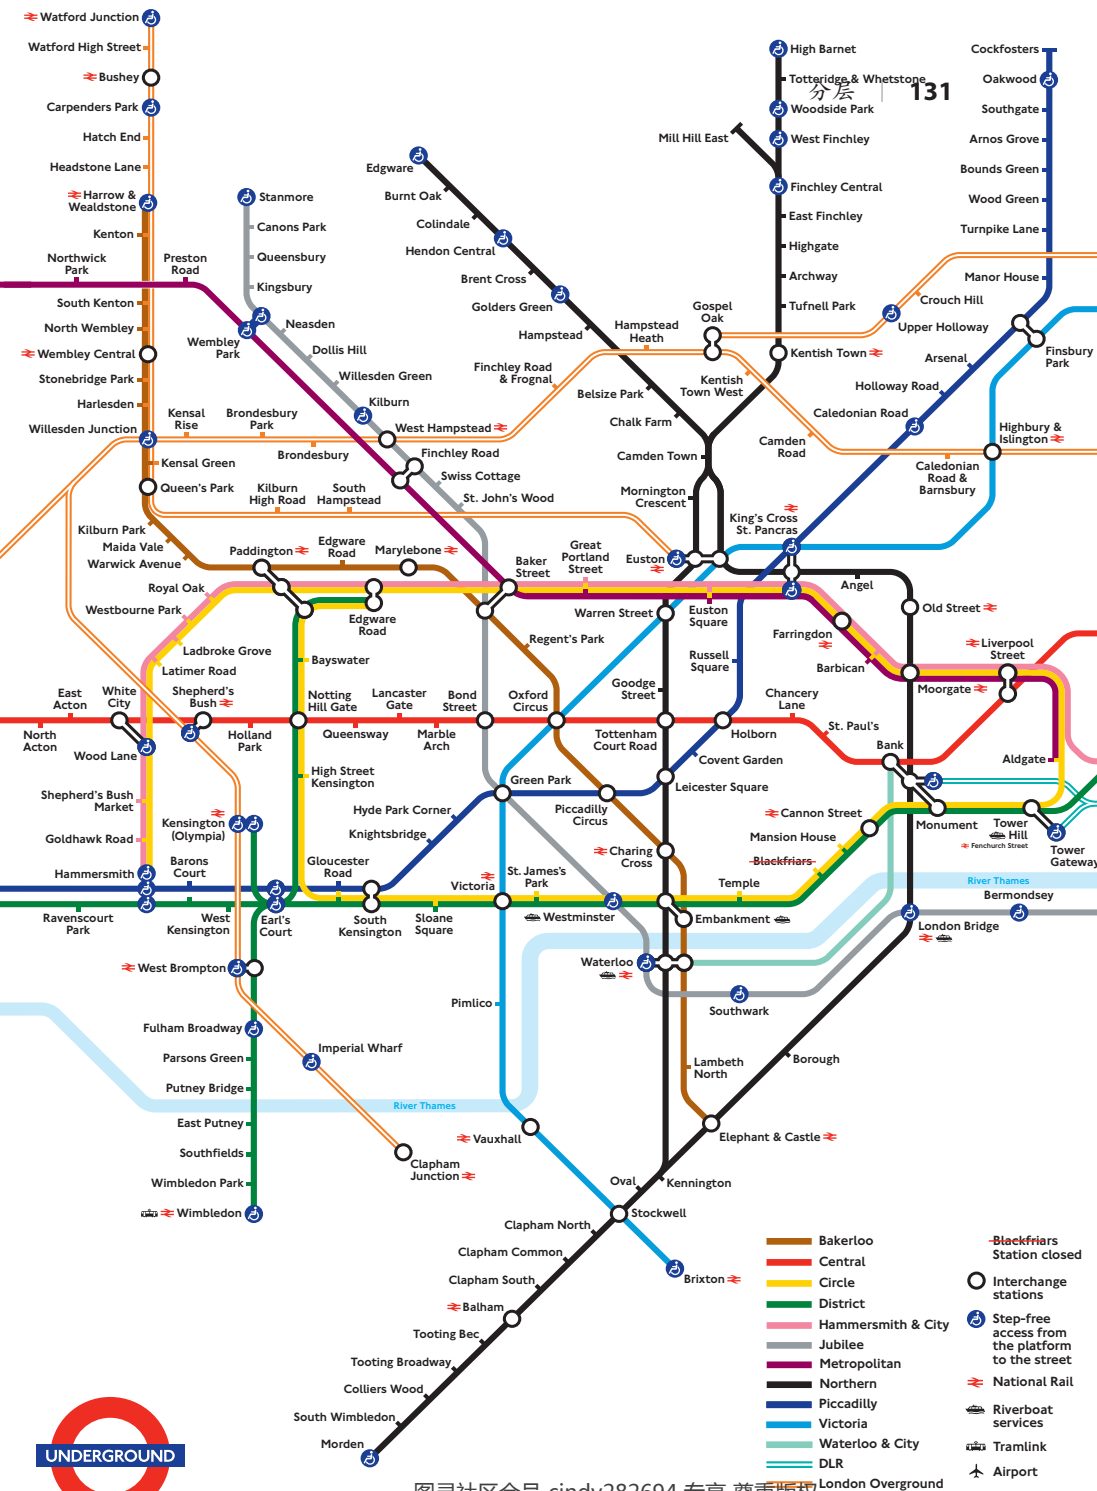 Watford Junction
Watford High Street
Bushey
Carpenders Park
Hatch End
Headstone Lane
Harrow &
Wealdstone
Kenton
Northwick
Park
Preston
Road
South Kenton
North Wembley
Wembley Central
Stonebridge Park
Harlesden
Willesden Junction
Kensal
Rise
Brondesbury
Park
Brondesbury
Kensal Green
Queen's Park
Kilburn
High Road
South
Hampstead
Kilburn Park
Maida Vale
Warwick Avenue
Stanmore
Canons Park
Queensbury
Kingsbury
Wembley
Park
Neasden
Dollis Hill
Willesden Green
Kilburn
West Hampstead
Finchley Road
Swiss Cottage
St. John's Wood
Edgware
Burnt Oak
Colindale
Hendon Central
Brent Cross
Golders Green
Hampstead
Hampstead
Heath
Finchley Road
& Frognal
Belsize Park
Chalk Farm
Camden Town
Mornington
Crescent
Gospel
Oak
Kentish
Town West
Camden
Road
High Barnet
Totteridge & Whetstone
分层
131
Woodside Park
Mill Hill East
West Finchley
Finchley Central
East Finchley
Highgate
Archway
Tufnell Park
Kentish Town
Cockfosters
Oakwood
Southgate
Arnos Grove
Bounds Green
Wood Green
Turnpike Lane
Manor House
Crouch Hill
Upper Holloway
Finsbury
Park
Arsenal
Holloway Road
Caledonian Road
Highbury &
Islington
Caledonian
Road &
Barnsbury
King's Cross
St. Pancras
Euston
Angel
Old Street
Paddington
Edgware
Road
Marylebone
Baker
Street
Great
Portland
Street
Royal Oak
Westbourne Park
Ladbroke Grove
Latimer Road
Edgware
Road
Bayswater
Warren Street
Euston
Square
Farringdon
Barbican
Liverpool
Street
Moorgate
Regent's Park
Russell
Square
Goodge
Street
East
Acton
White
City
Shepherd's
Bush
Notting
Hill Gate
Lancaster
Gate
Bond
Street
Oxford
Circus
Chancery
Lane
St. Paul's
North
Acton
Wood Lane
Holland
Park
Queensway
Marble
Arch
Tottenham
Court Road
Holborn
Bank
Aldgate
Covent Garden
Leicester Square
High Street
Kensington
Shepherd's Bush
Market
Goldhawk Road
Kensington
(Olympia)
Hyde Park Corner
Knightsbridge
Green Park
Piccadilly
Circus
Cannon Street
Mansion House
Blackfriars
Monument
Tower
Hill
Fenchurch Street
Tower
Gateway
Hammersmith
Barons
Court
Gloucester
Road
Victoria
St. James's
Park
Charing
Cross
Temple
River Thames
Bermondsey
Ravenscourt
Park
West
Kensington
Earl's
Court
South
Kensington
Sloane
Square
Westminster
Embankment
London Bridge
West Brompton
Waterloo
Southwark
Pimlico
Fulham Broadway
Parsons Green
Putney Bridge
East Putney
Southfields
Wimbledon Park
Wimbledon
Imperial Wharf
Clapham
Junction
River Thames
Lambeth
North
Borough
Vauxhall
Elephant & Castle
Oval
Kennington
Stockwell
Clapham North
Clapham Common
Clapham South
Brixton
Balham
Tooting Bec
Tooting Broadway
Colliers Wood
South Wimbledon
Morden
UNDERGROUND
Bakerloo
Central
Circle
District
Hammersmith & City
Jubilee
Metropolitan
Northern
Piccadilly
Victoria
Waterloo & City
DLR
London Overground
Blackfriars
Station closed
Interchange
stations
Step-free
access from
the platform
to the street
National Rail
Riverboat
services
Tramlink
Airport
图灵社区会员 cindy282694 专享 尊重版权